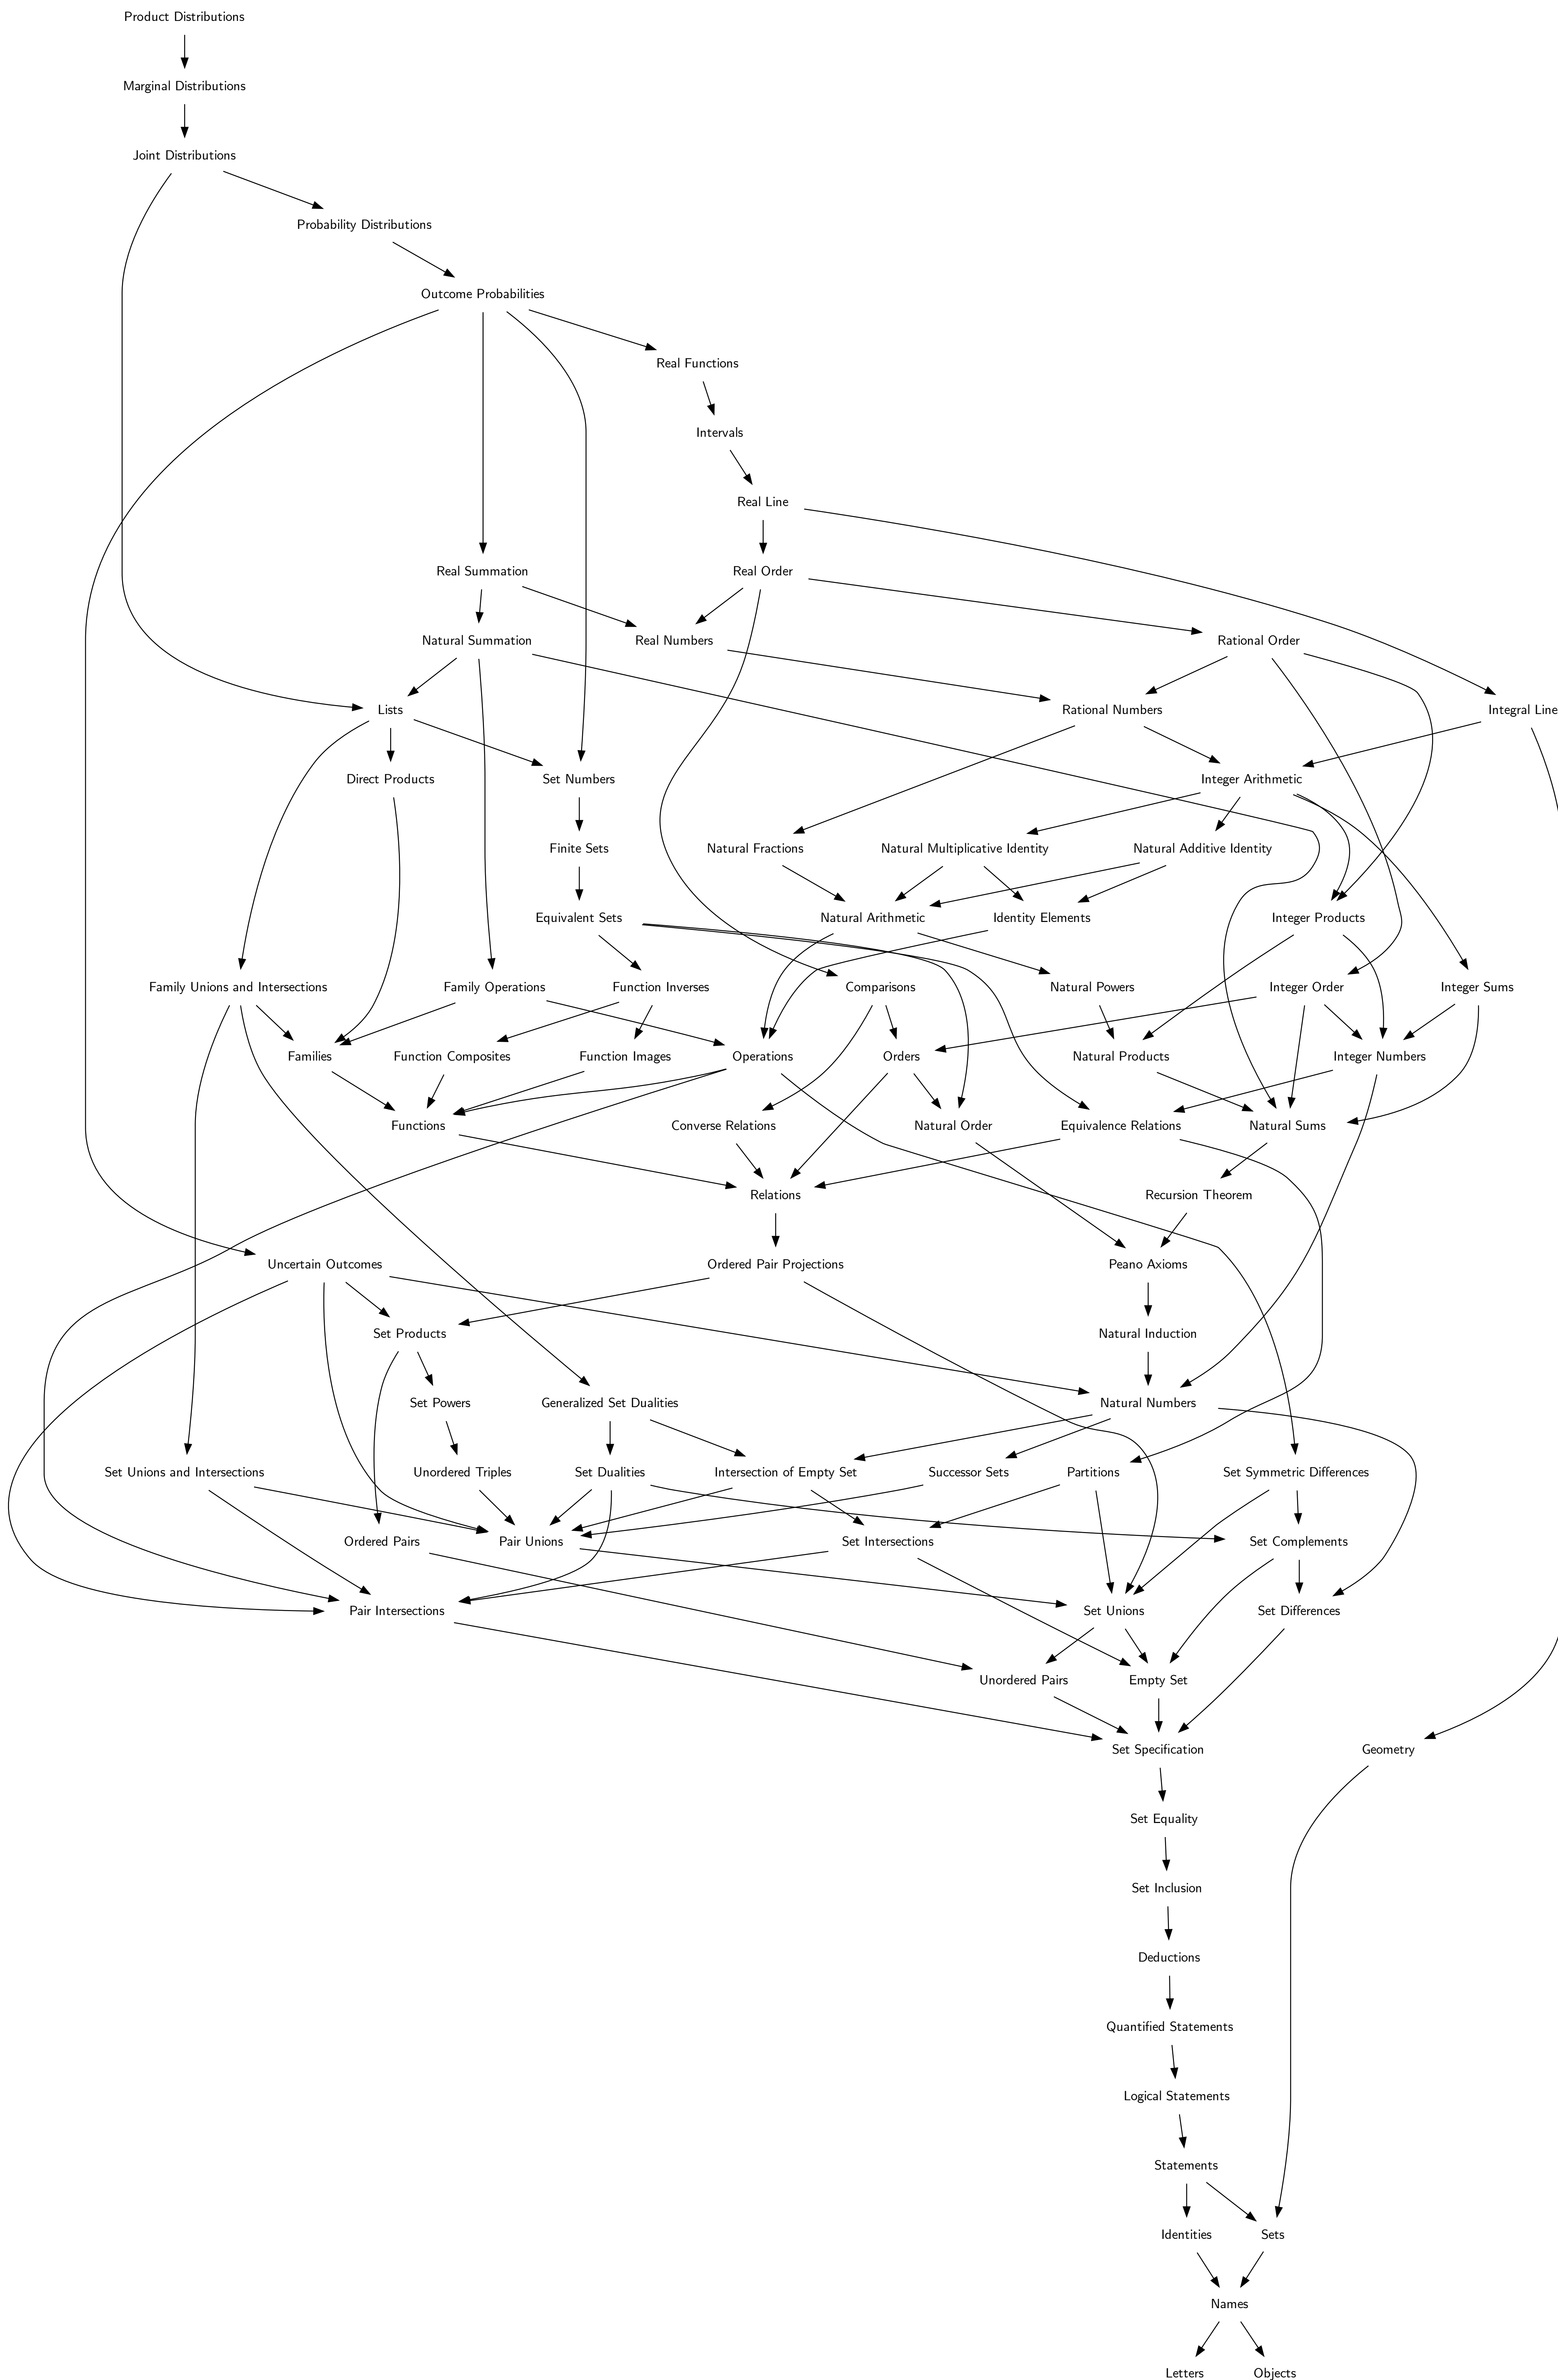 Product Distributions
Marginal Distributions
Joint Distributions
Probability Distributions
Outcome Probabilities
Real Functions
Intervals
Real Line
Real Summation
Real Order
Natural Summation
Real Numbers
Rational Order
Lists
Rational Numbers
Integral Line
Direct Products
Set Numbers
Integer Arithmetic
Finite Sets
Natural Fractions
Natural Multiplicative Identity
Natural Additive Identity
Equivalent Sets
Natural Arithmetic
Identity Elements
Integer Products
Family Unions and Intersections
Family Operations
Function Inverses
Comparisons
Natural Powers
Integer Order
Integer Sums
Families
Function Composites
Function Images
Operations
Orders
Natural Products
Integer Numbers
Functions
Converse Relations
Natural Order
Equivalence Relations
Natural Sums
Relations
Recursion Theorem
Uncertain Outcomes
Ordered Pair Projections
Peano Axioms
Set Products
Natural Induction
Set Powers
Generalized Set Dualities
Natural Numbers
Set Unions and Intersections
Unordered Triples
Set Dualities
Intersection of Empty Set
Successor Sets
Partitions
Set Symmetric Differences
Ordered Pairs
Pair Unions
Set Intersections
Set Complements
Pair Intersections
Set Unions
Set Differences
Unordered Pairs
Empty Set
Set Specification
Geometry
Set Equality
Set Inclusion
Deductions
Quantified Statements
Logical Statements
Statements
Identities
Sets
Names
Letters
Objects